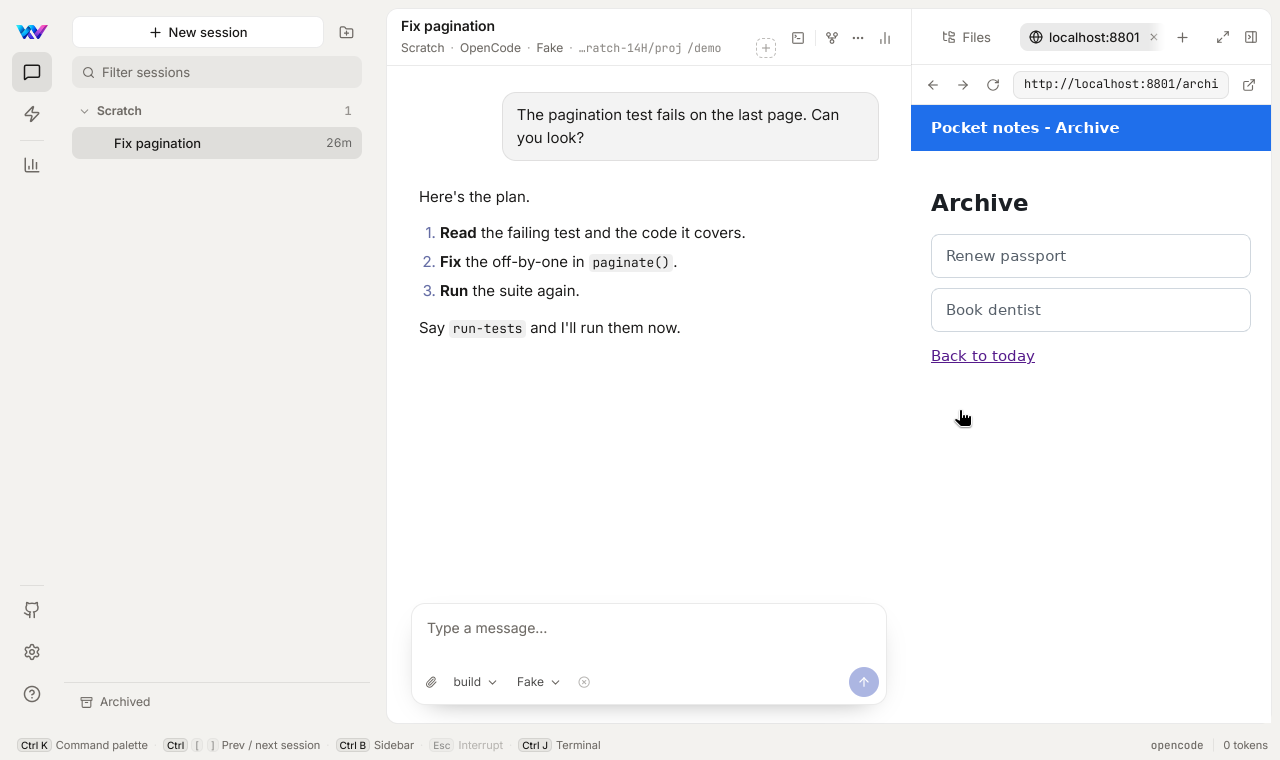 New session
Filter sessions
Scratch 1
Fix pagination 26m
Archived
Fix pagination
Scratch · OpenCode · Fake · …ratch-14H/proj /demo
The pagination test fails on the last page. Can
you look?
Here's the plan.
1. Read the failing test and the code it covers.
2. Fix the off-by-one in paginate().
3. Run the suite again.
Say run-tests and I'll run them now.
Type a message...
build Fake
Files localhost:8801
http://localhost:8801/archi
Pocket notes - Archive
Archive
Renew passport
Book dentist
Back to today
Ctrl K Command palette · Ctrl [ ] Prev / next session · Ctrl B Sidebar · Esc Interrupt · Ctrl J Terminal
opencode 0 tokens